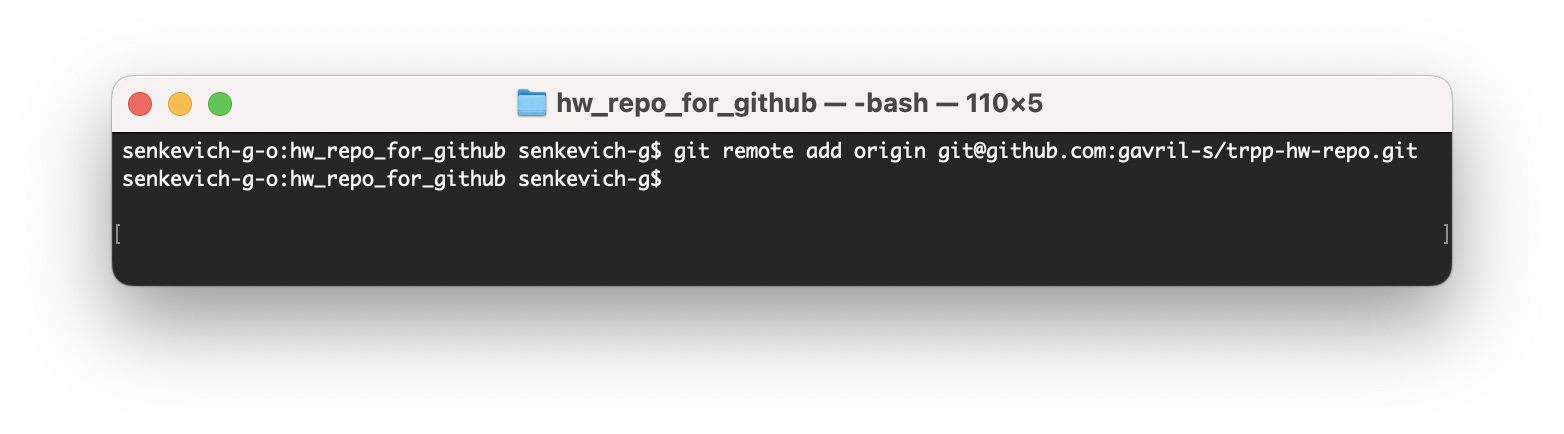 hw_repo_for_github — -bash — 110×5
senkevich-g-o:hw_repo_for_github senkevich-g$ git remote add origin git@github.com:gavril-s/trpp-hw-repo.git
senkevich-g-o:hw_repo_for_github senkevich-g$
[ ]